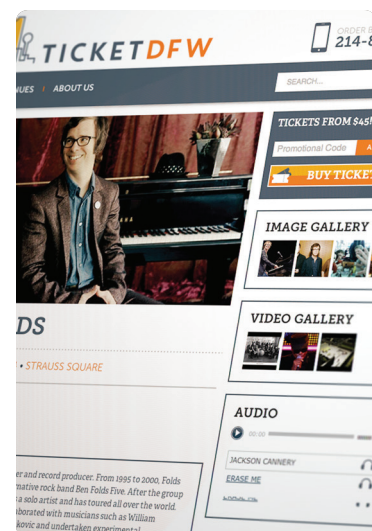 TICKETDFW
ORDER B
214-8
NUES | ABOUT US
SEARCH...
TICKETS FROM $45!
Promotional Code
A
BUY TICKET
IMAGE GALLERY
DS
• STRAUSS SQUARE
VIDEO GALLERY
AUDIO
00:00
JACKSON CANNERY
ERASE ME
er and record producer. From 1995 to 2000, Folds
rnative rock band Ben Folds Five. After the group
a solo artist and has toured all over the world.
aborated with musicians such as William
kovic and undertaken experimental